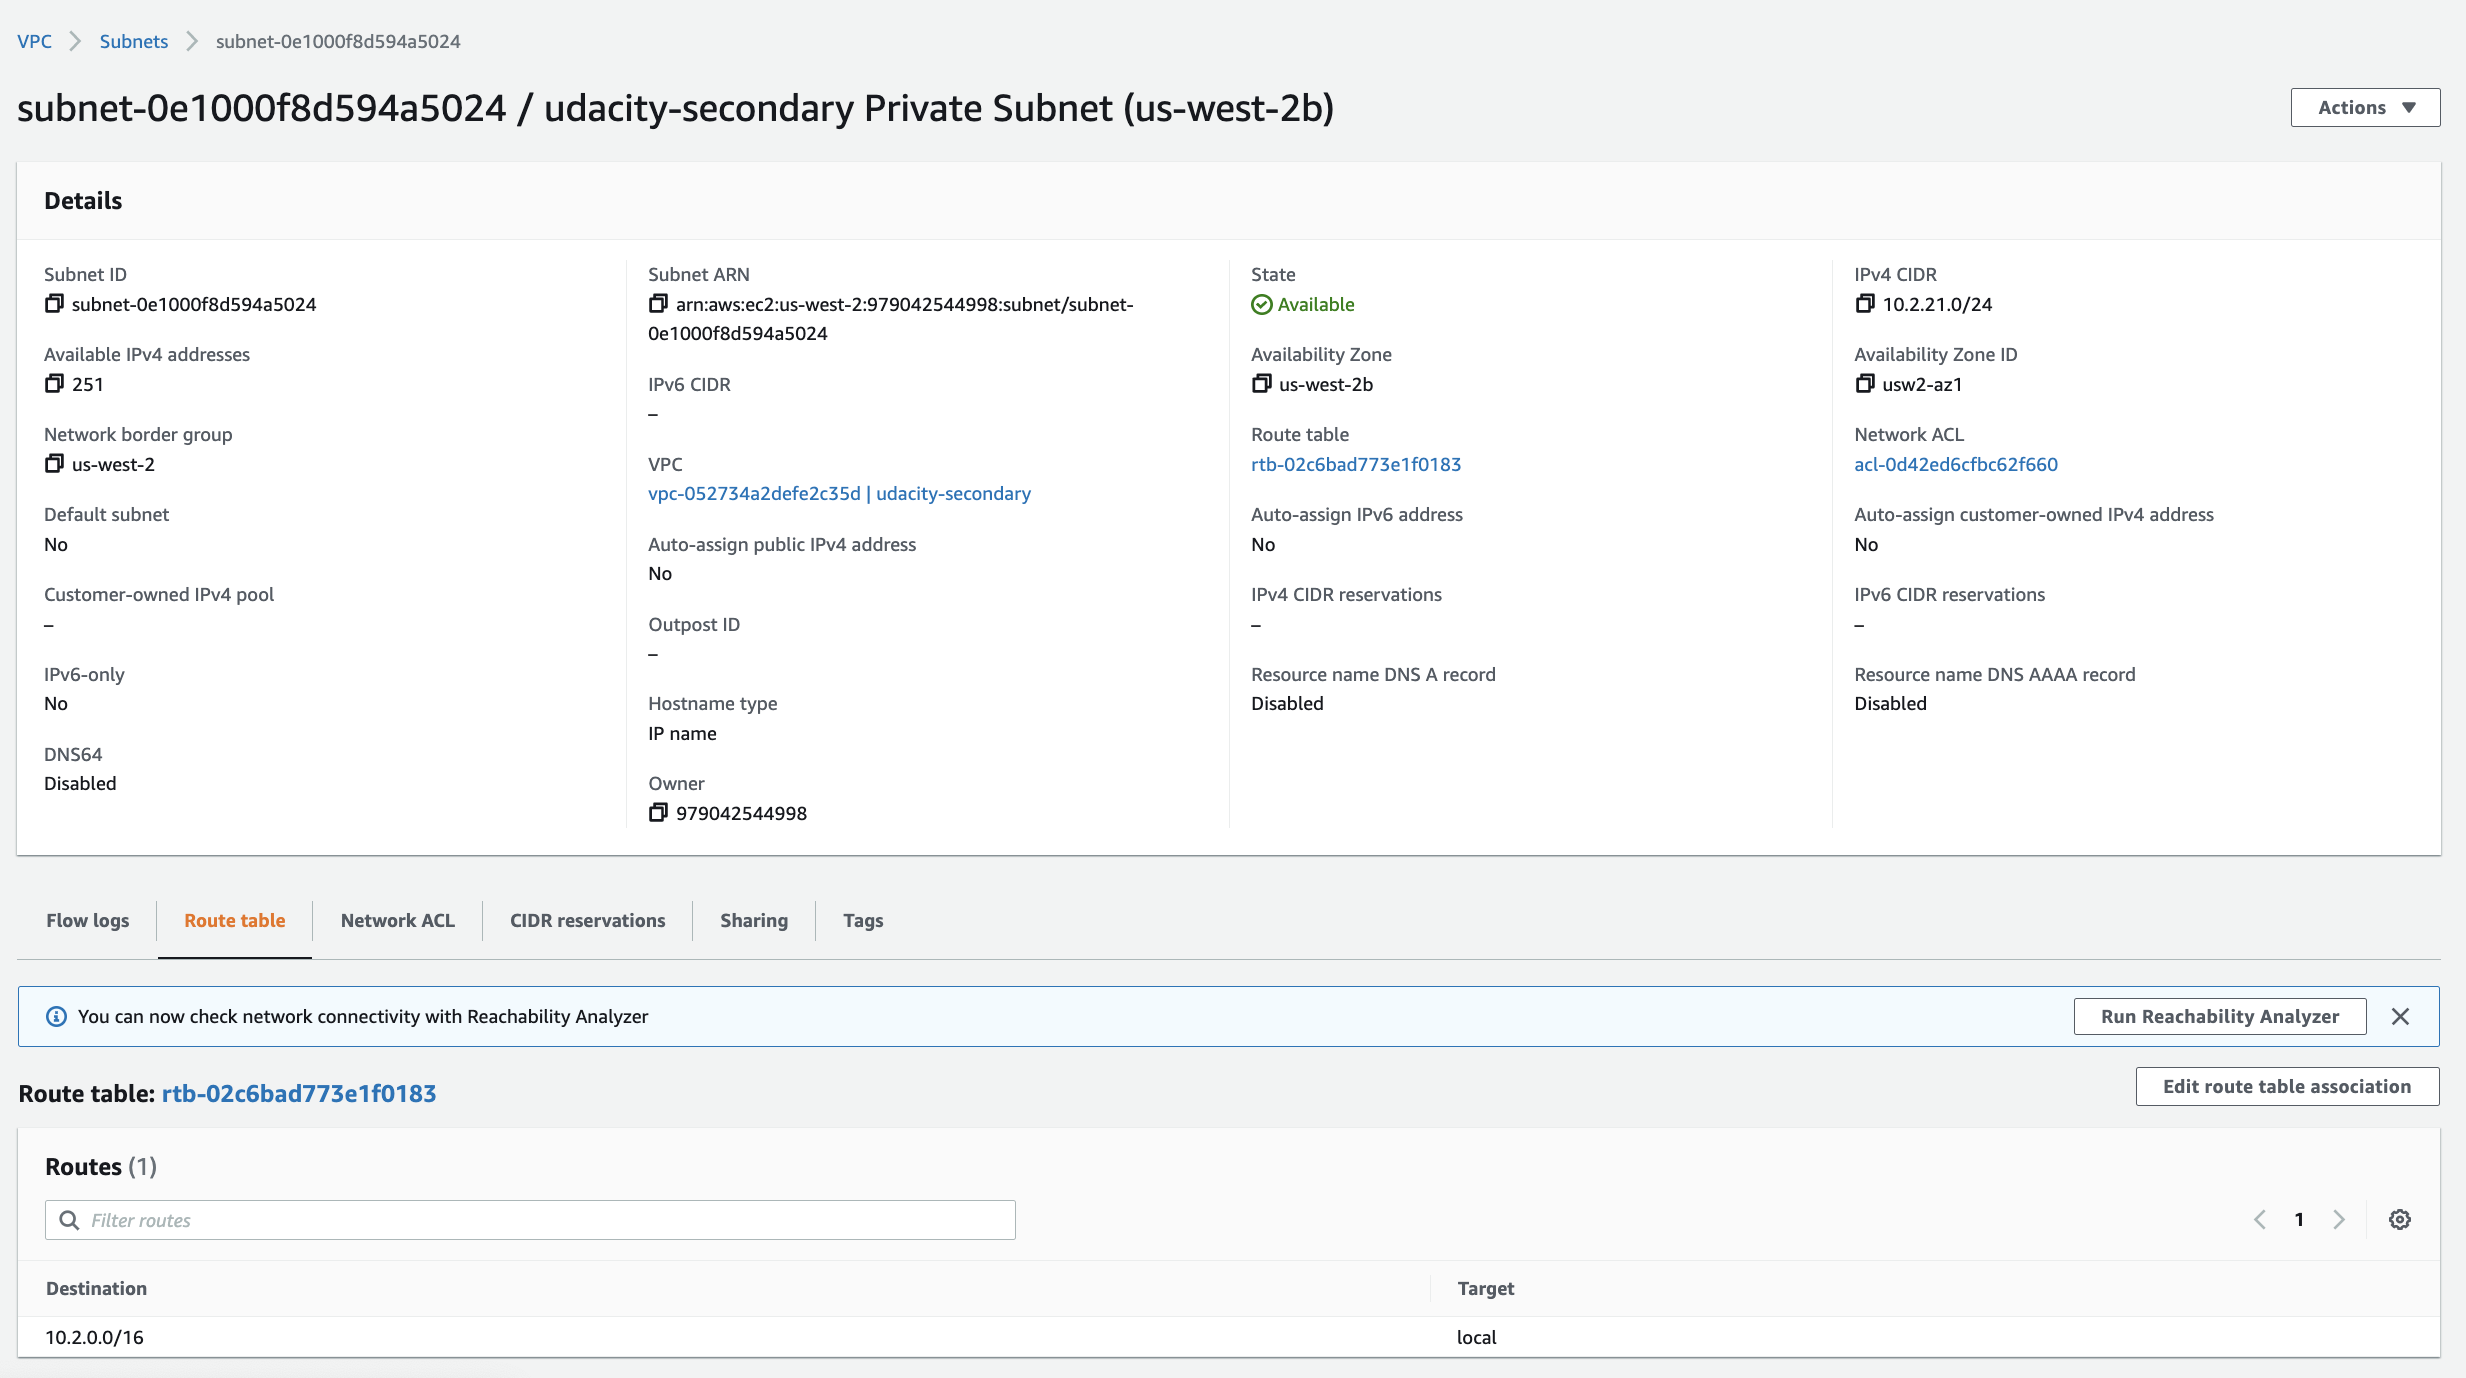 VPC
Subnets
subnet-0e1000f8d594a5024
subnet-0e1000f8d594a5024 / udacity-secondary Private Subnet (us-west-2b)
Actions
Details
Subnet ID
subnet-0e1000f8d594a5024
Available IPv4 addresses
251
Network border group
us-west-2
Default subnet
No
Customer-owned IPv4 pool
–
IPv6-only
No
DNS64
Disabled
Subnet ARN
arn:aws:ec2:us-west-2:979042544998:subnet/subnet-
0e1000f8d594a5024
IPv6 CIDR
–
VPC
vpc-052734a2defe2c35d | udacity-secondary
Auto-assign public IPv4 address
No
Outpost ID
–
Hostname type
IP name
Owner
979042544998
State
Available
Availability Zone
us-west-2b
Route table
rtb-02c6bad773e1f0183
Auto-assign IPv6 address
No
IPv4 CIDR reservations
–
Resource name DNS A record
Disabled
IPv4 CIDR
10.2.21.0/24
Availability Zone ID
usw2-az1
Network ACL
acl-0d42ed6cfbc62f660
Auto-assign customer-owned IPv4 address
No
IPv6 CIDR reservations
–
Resource name DNS AAAA record
Disabled
Flow logs
Route table
Network ACL
CIDR reservations
Sharing
Tags
You can now check network connectivity with Reachability Analyzer
Run Reachability Analyzer
Route table: rtb-02c6bad773e1f0183
Edit route table association
Routes (1)
Filter routes
1
Destination
Target
10.2.0.0/16
local